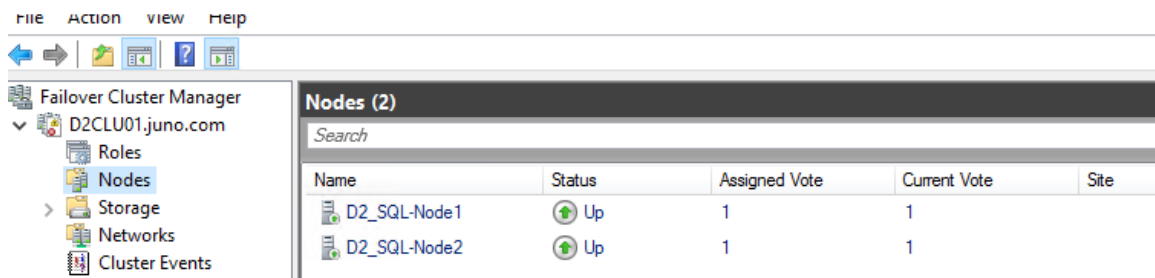 File Action View Help
Failover Cluster Manager
D2CLU01.juno.com
Roles
Nodes
Storage
Networks
Cluster Events
Nodes (2)
Search
Name Status Assigned Vote Current Vote Site
D2_SQL-Node1 Up 1 1
D2_SQL-Node2 Up 1 1